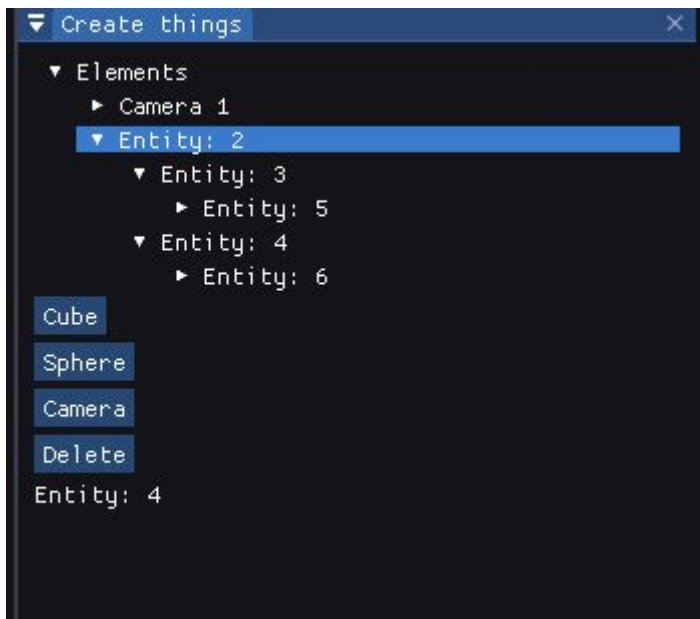 Create things
Elements
Camera 1
Entity: 2
Entity: 3
Entity: 5
Entity: 4
Entity: 6
Cube
Sphere
Camera
Delete
Entity: 4